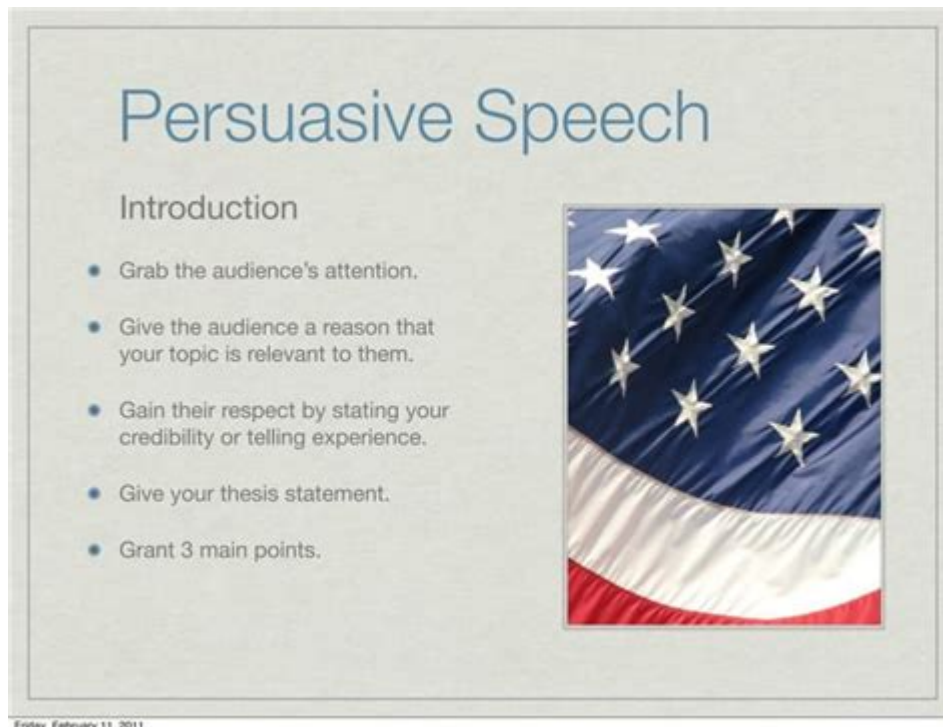 Persuasive Speech
Introduction
Grab the audience's attention.
Give the audience a reason that
your topic is relevant to them.
Gain their respect by stating your
credibility or telling experience.
Give your thesis statement.
Grant 3 main points.
Friday, February 11, 2011